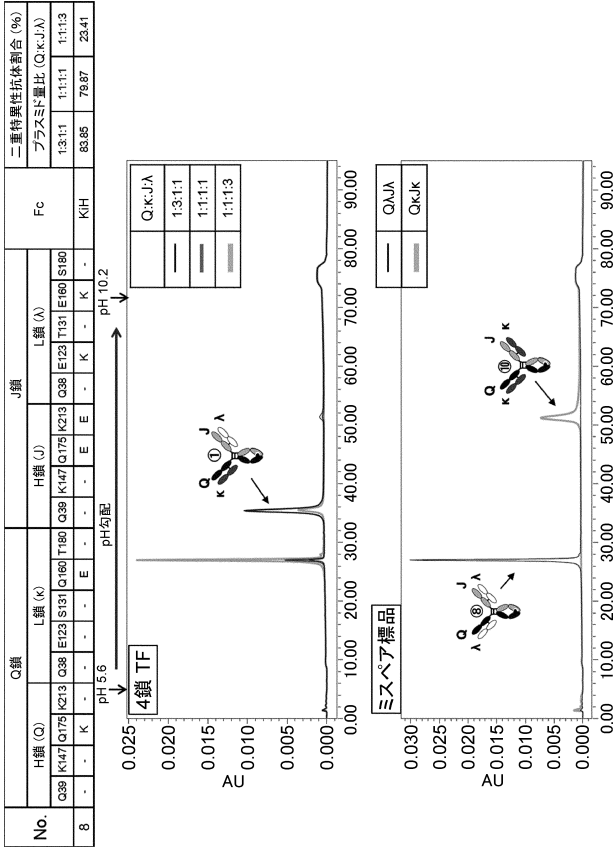 No. Q鎖 J鎖 Fc 二重特異性抗体割合 (%)
H鎖 (Q) L鎖 (κ) H鎖 (J) L鎖 (λ) プラスミド量比 (Q:κ:J:λ)
Q39 K147 Q175 K213 Q38 E123 S131 Q160 T180 Q39 K147 Q175 K213 Q38 E123 T131 E160 S180 1:3:1:1 1:1:1:1 1:1:1:3
8 - - K - - - - E - - - E E - K - K - KiH 83.85 79.87 23.41
pH 5.6 pH勾配 pH 10.2
4鎖 TF
Q:κ:J:λ
1:3:1:1
1:1:1:1
1:1:1:3
Q J
κ ① λ
0.025
0.020
0.015
0.010
0.005
0.000
AU
0.00 10.00 20.00 30.00 40.00 50.00 60.00 70.00 80.00 90.00
ミスペア標品
QλJλ
QκJk
Q J
λ ⑧ λ
Q J
κ ⑩ κ
0.030
0.025
0.020
0.015
0.010
0.005
0.000
AU
0.00 10.00 20.00 30.00 40.00 50.00 60.00 70.00 80.00 90.00